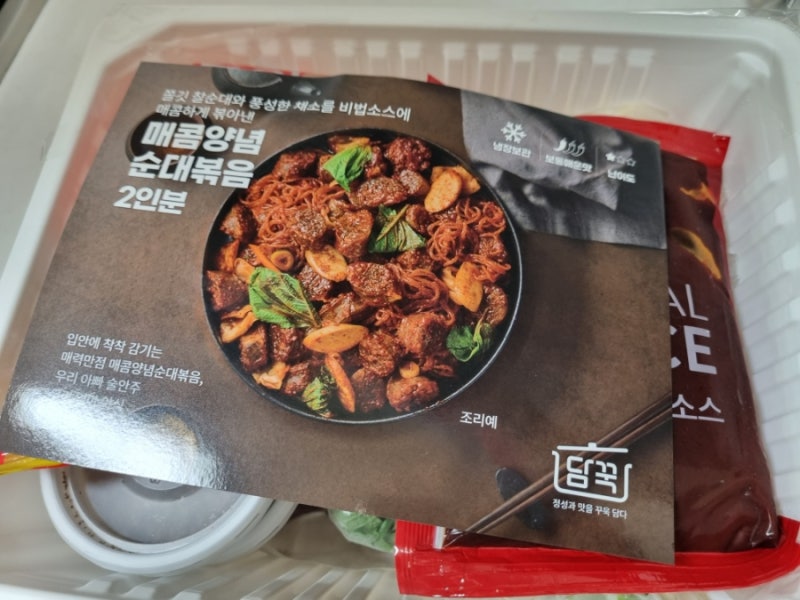 쫄깃 찰순대와 풍성한 채소를 비법소스에
매콤하게 볶아낸
매콤양념
순대볶음
2인분
냉장보관
보통매운맛
난이도
입안에 착착 감기는
매력만점 매콤양념순대볶음,
우리 아빠 술안주
조리예
담꾹
정성과 맛을 꾸욱 담다
AL
CE
소스